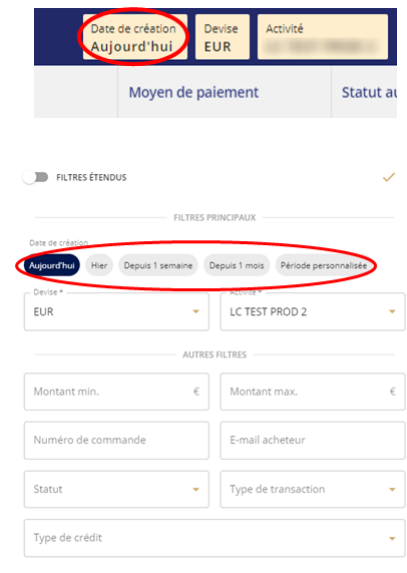 Date de création Devise Activité
Aujourd'hui EUR
Moyen de paiement Statut au
FILTRES ÉTENDUS
FILTRES PRINCIPAUX
Date de création
Aujourd'hui Hier Depuis 1 semaine Depuis 1 mois Période personnalisée
Devise * Activité *
EUR LC TEST PROD 2
AUTRES FILTRES
Montant min. € Montant max. €
Numéro de commande E-mail acheteur
Statut Type de transaction
Type de crédit